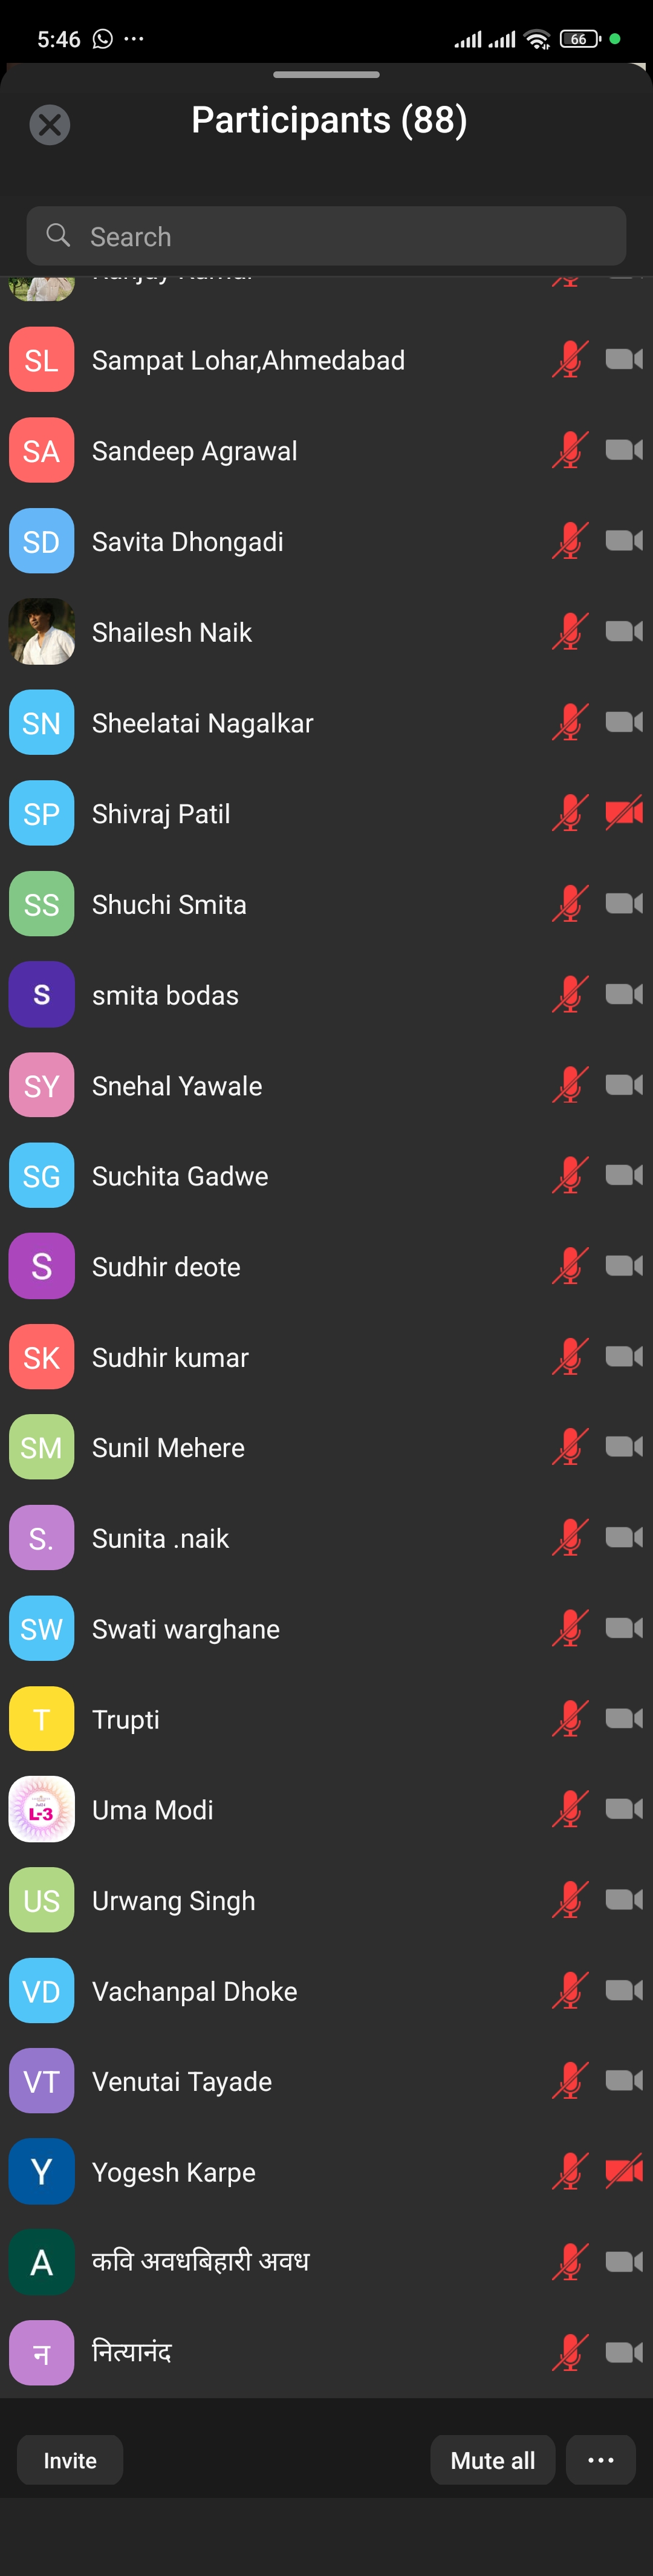 5:46
66
Participants (88)
Search
SL Sampat Lohar,Ahmedabad
SA Sandeep Agrawal
SD Savita Dhongadi
Shailesh Naik
SN Sheelatai Nagalkar
SP Shivraj Patil
SS Shuchi Smita
s smita bodas
SY Snehal Yawale
SG Suchita Gadwe
S Sudhir deote
SK Sudhir kumar
SM Sunil Mehere
S. Sunita .naik
SW Swati warghane
T Trupti
L-3 Uma Modi
US Urwang Singh
VD Vachanpal Dhoke
VT Venutai Tayade
Y Yogesh Karpe
A कवि अवधबिहारी अवध
न नित्यानंद
Invite Mute all